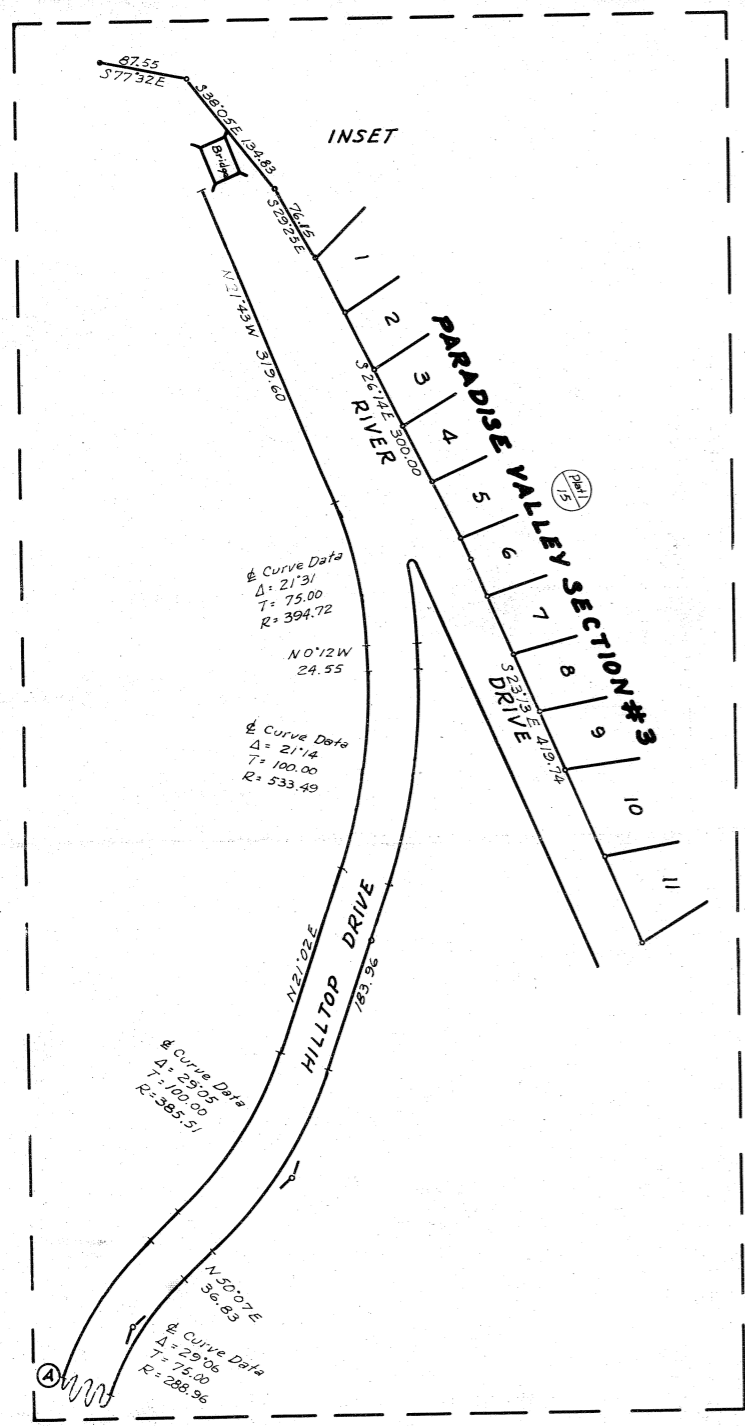 87.55
S77°32E
S38°05E 134.83
INSET
Bridge
76.15
S29°25E
1
2
3
4
5
6
7
8
9
10
11
N21°43W 319.60
S26°14E 300.00
RIVER
DRIVE
PARADISE VALLEY SECTION #3
Plat 1
15
℄ Curve Data
Δ= 21°31
T= 75.00
R= 394.72
N0°12W
24.55
S23°13E 419.74
℄ Curve Data
Δ= 21°14
T= 100.00
R= 533.49
N21°02E
HILLTOP DRIVE
183.96
℄ Curve Data
Δ= 29°05
T= 100.00
R= 385.51
N50°07E
36.83
℄ Curve Data
Δ= 29°06
T= 75.00
R= 288.96
A